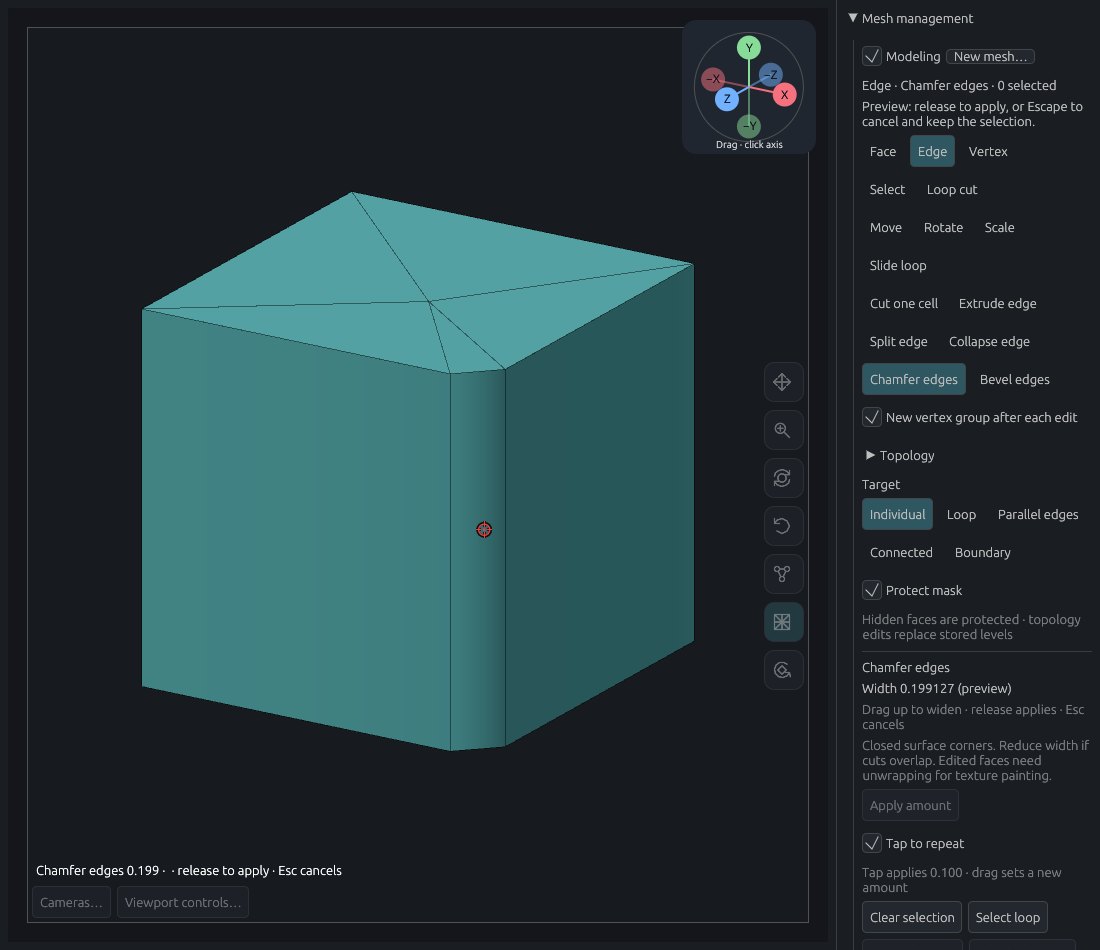 Y
−X
−Z
Z
X
−Y
Drag · click axis
Chamfer edges 0.199 · · release to apply · Esc cancels
Cameras…
Viewport controls…
Mesh management
Modeling
New mesh…
Edge · Chamfer edges · 0 selected
Preview: release to apply, or Escape to
cancel and keep the selection.
Face
Edge
Vertex
Select
Loop cut
Move
Rotate
Scale
Slide loop
Cut one cell
Extrude edge
Split edge
Collapse edge
Chamfer edges
Bevel edges
New vertex group after each edit
Topology
Target
Individual
Loop
Parallel edges
Connected
Boundary
Protect mask
Hidden faces are protected · topology
edits replace stored levels
Chamfer edges
Width 0.199127 (preview)
Drag up to widen · release applies · Esc
cancels
Closed surface corners. Reduce width if
cuts overlap. Edited faces need
unwrapping for texture painting.
Apply amount
Tap to repeat
Tap applies 0.100 · drag sets a new
amount
Clear selection
Select loop